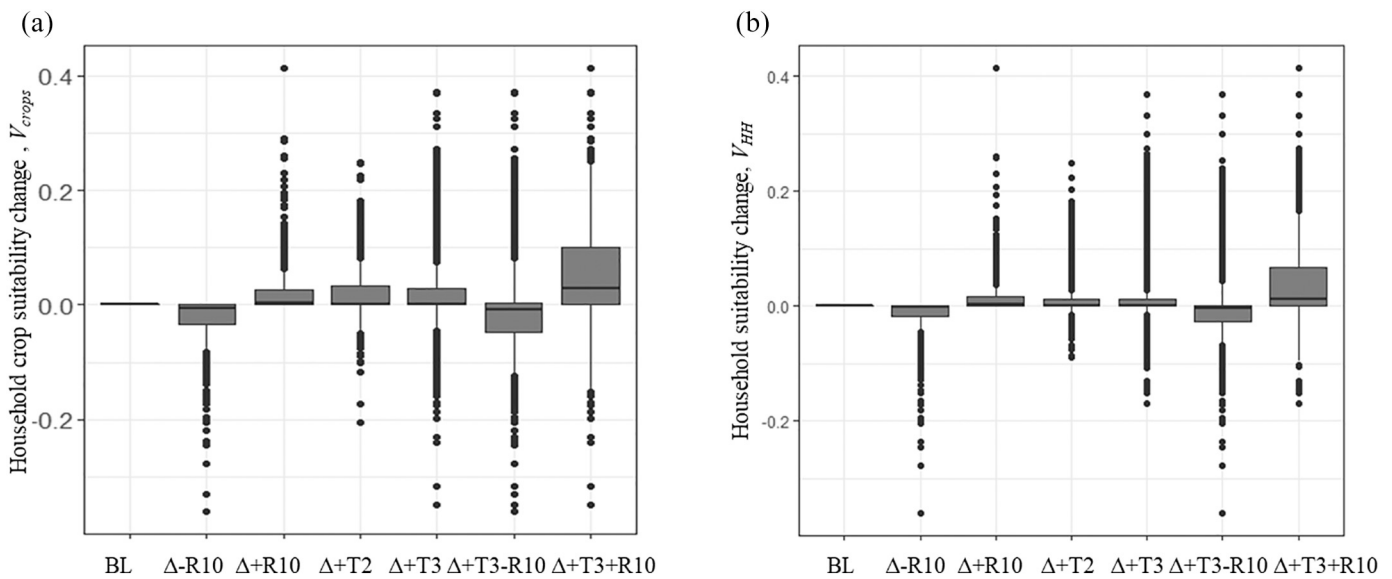 (a)
Household crop suitability change , Vcrops
0.4
0.2
0.0
-0.2
BL Δ-R10 Δ+R10 Δ+T2 Δ+T3 Δ+T3-R10 Δ+T3+R10
(b)
Household suitability change, VHH
0.4
0.2
0.0
-0.2
BL Δ-R10 Δ+R10 Δ+T2 Δ+T3 Δ+T3-R10 Δ+T3+R10